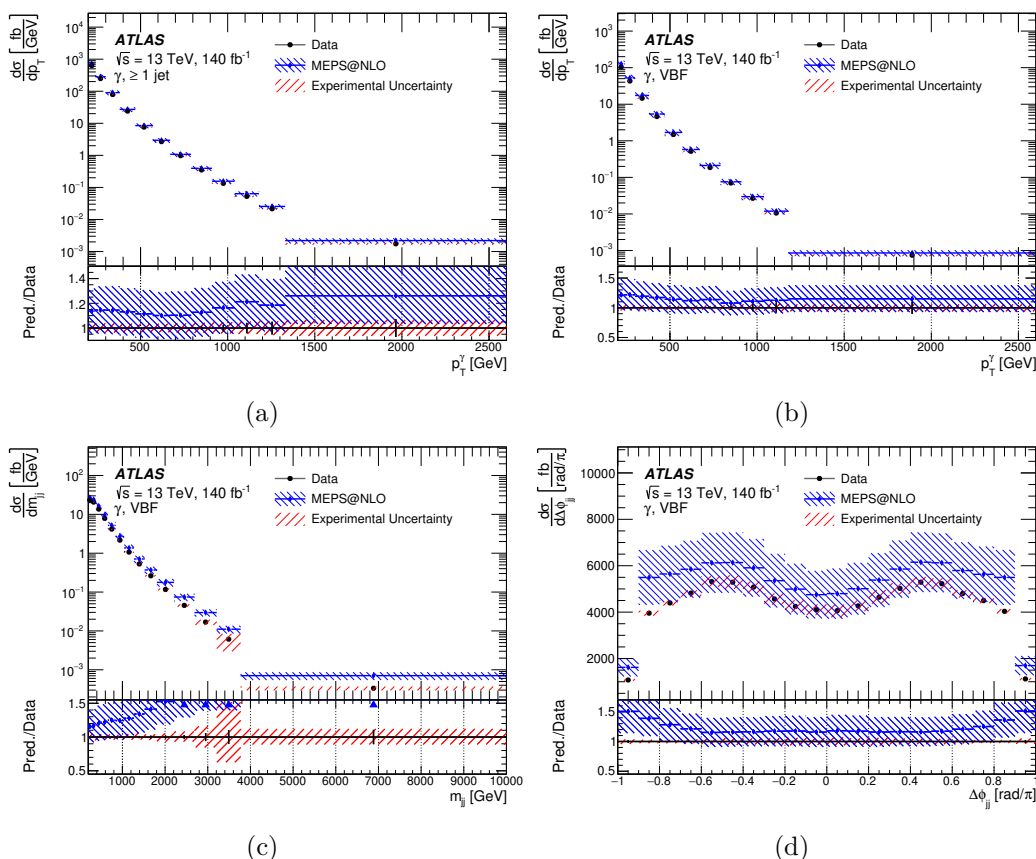 dσ/dp_T [fb/GeV]
ATLAS
√s = 13 TeV, 140 fb⁻¹
γ, ≥ 1 jet
Data
MEPS@NLO
Experimental Uncertainty
10⁴
10³
10²
10
1
10⁻¹
10⁻²
10⁻³
Pred./Data
1.4
1.2
1.0
500 1000 1500 2000 2500
p_T^γ [GeV]
(a)
dσ/dp_T [fb/GeV]
ATLAS
√s = 13 TeV, 140 fb⁻¹
γ, VBF
Data
MEPS@NLO
Experimental Uncertainty
10³
10²
10
1
10⁻¹
10⁻²
10⁻³
Pred./Data
1.5
1
0.5
500 1000 1500 2000 2500
p_T^γ [GeV]
(b)
dσ/dm_jj [fb/GeV]
ATLAS
√s = 13 TeV, 140 fb⁻¹
γ, VBF
Data
MEPS@NLO
Experimental Uncertainty
10²
10
1
10⁻¹
10⁻²
10⁻³
Pred./Data
1.5
1
0.5
1000 2000 3000 4000 5000 6000 7000 8000 9000 10000
m_jj [GeV]
(c)
dσ/dΔϕ_jj [fb/rad/π]
ATLAS
√s = 13 TeV, 140 fb⁻¹
γ, VBF
Data
MEPS@NLO
Experimental Uncertainty
10000
8000
6000
4000
2000
Pred./Data
1.5
1
0.5
−1 −0.8 −0.6 −0.4 −0.2 0 0.2 0.4 0.6 0.8 1
Δϕ_jj [rad/π]
(d)